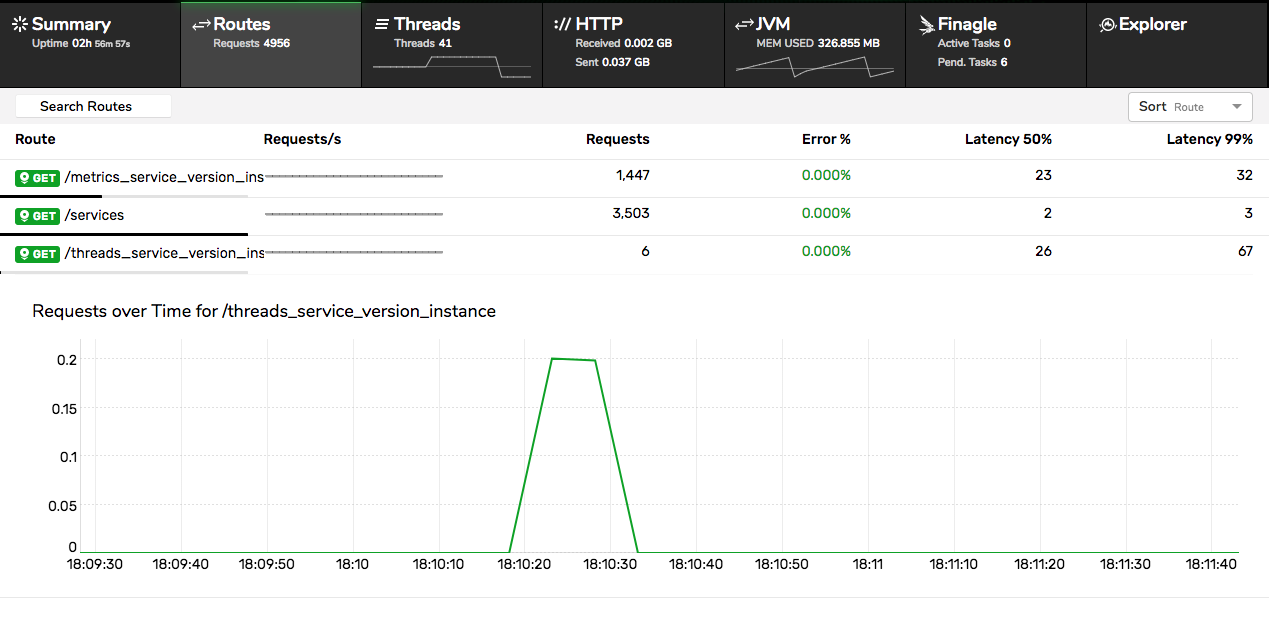 Summary
Uptime 02h 56m 57s
Routes
Requests 4956
Threads
Threads 41
HTTP
Received 0.002 GB
Sent 0.037 GB
JVM
MEM USED 326.855 MB
Finagle
Active Tasks 0
Pend. Tasks 6
Explorer
Search Routes
Sort Route
Route Requests/s Requests Error % Latency 50% Latency 99%
GET /metrics_service_version_ins 1,447 0.000% 23 32
GET /services 3,503 0.000% 2 3
GET /threads_service_version_ins 6 0.000% 26 67
Requests over Time for /threads_service_version_instance
0.2
0.15
0.1
0.05
0
18:09:30 18:09:40 18:09:50 18:10 18:10:10 18:10:20 18:10:30 18:10:40 18:10:50 18:11 18:11:10 18:11:20 18:11:30 18:11:40